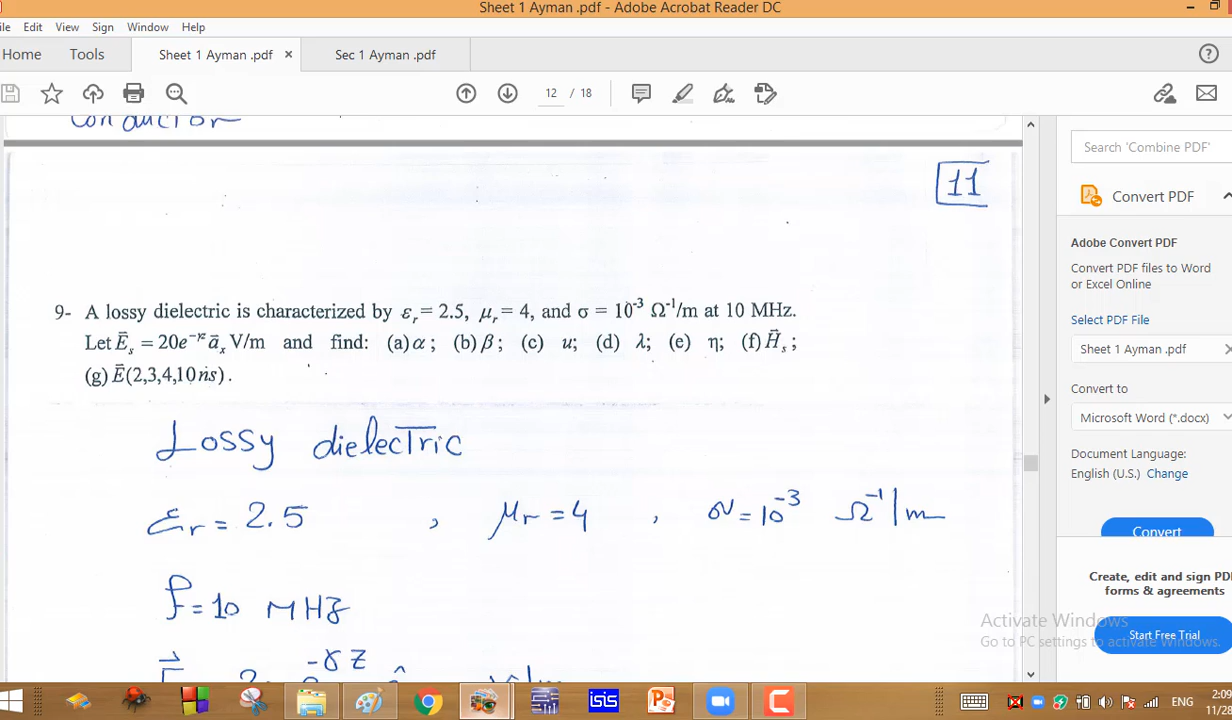 Sheet 1 Ayman .pdf - Adobe Acrobat Reader DC
File Edit View Sign Window Help
Home Tools Sheet 1 Ayman .pdf × Sec 1 Ayman .pdf
12 / 18
Conductor
Search 'Combine PDF'
11
Convert PDF
Adobe Convert PDF
Convert PDF files to Word
or Excel Online
Select PDF File
Sheet 1 Ayman .pdf ×
Convert to
Microsoft Word (*.docx)
Document Language:
English (U.S.) Change
Convert
Create, edit and sign PD
forms & agreements
Start Free Trial
9- A lossy dielectric is characterized by εr = 2.5, μr = 4, and σ = 10⁻³ Ω⁻¹/m at 10 MHz.
Let E⃗s = 20e^-γz a⃗x V/m and find: (a) α; (b) β; (c) u; (d) λ; (e) η; (f) H⃗s;
(g) E⃗(2,3,4,10 ns).
Lossy dielectric
εr = 2.5 , μr = 4 , σ = 10⁻³ Ω⁻¹/m
f = 10 MHz
-γz
Activate Windows
Go to PC settings to activate Windows.
isis
ENG
2:09
11/28